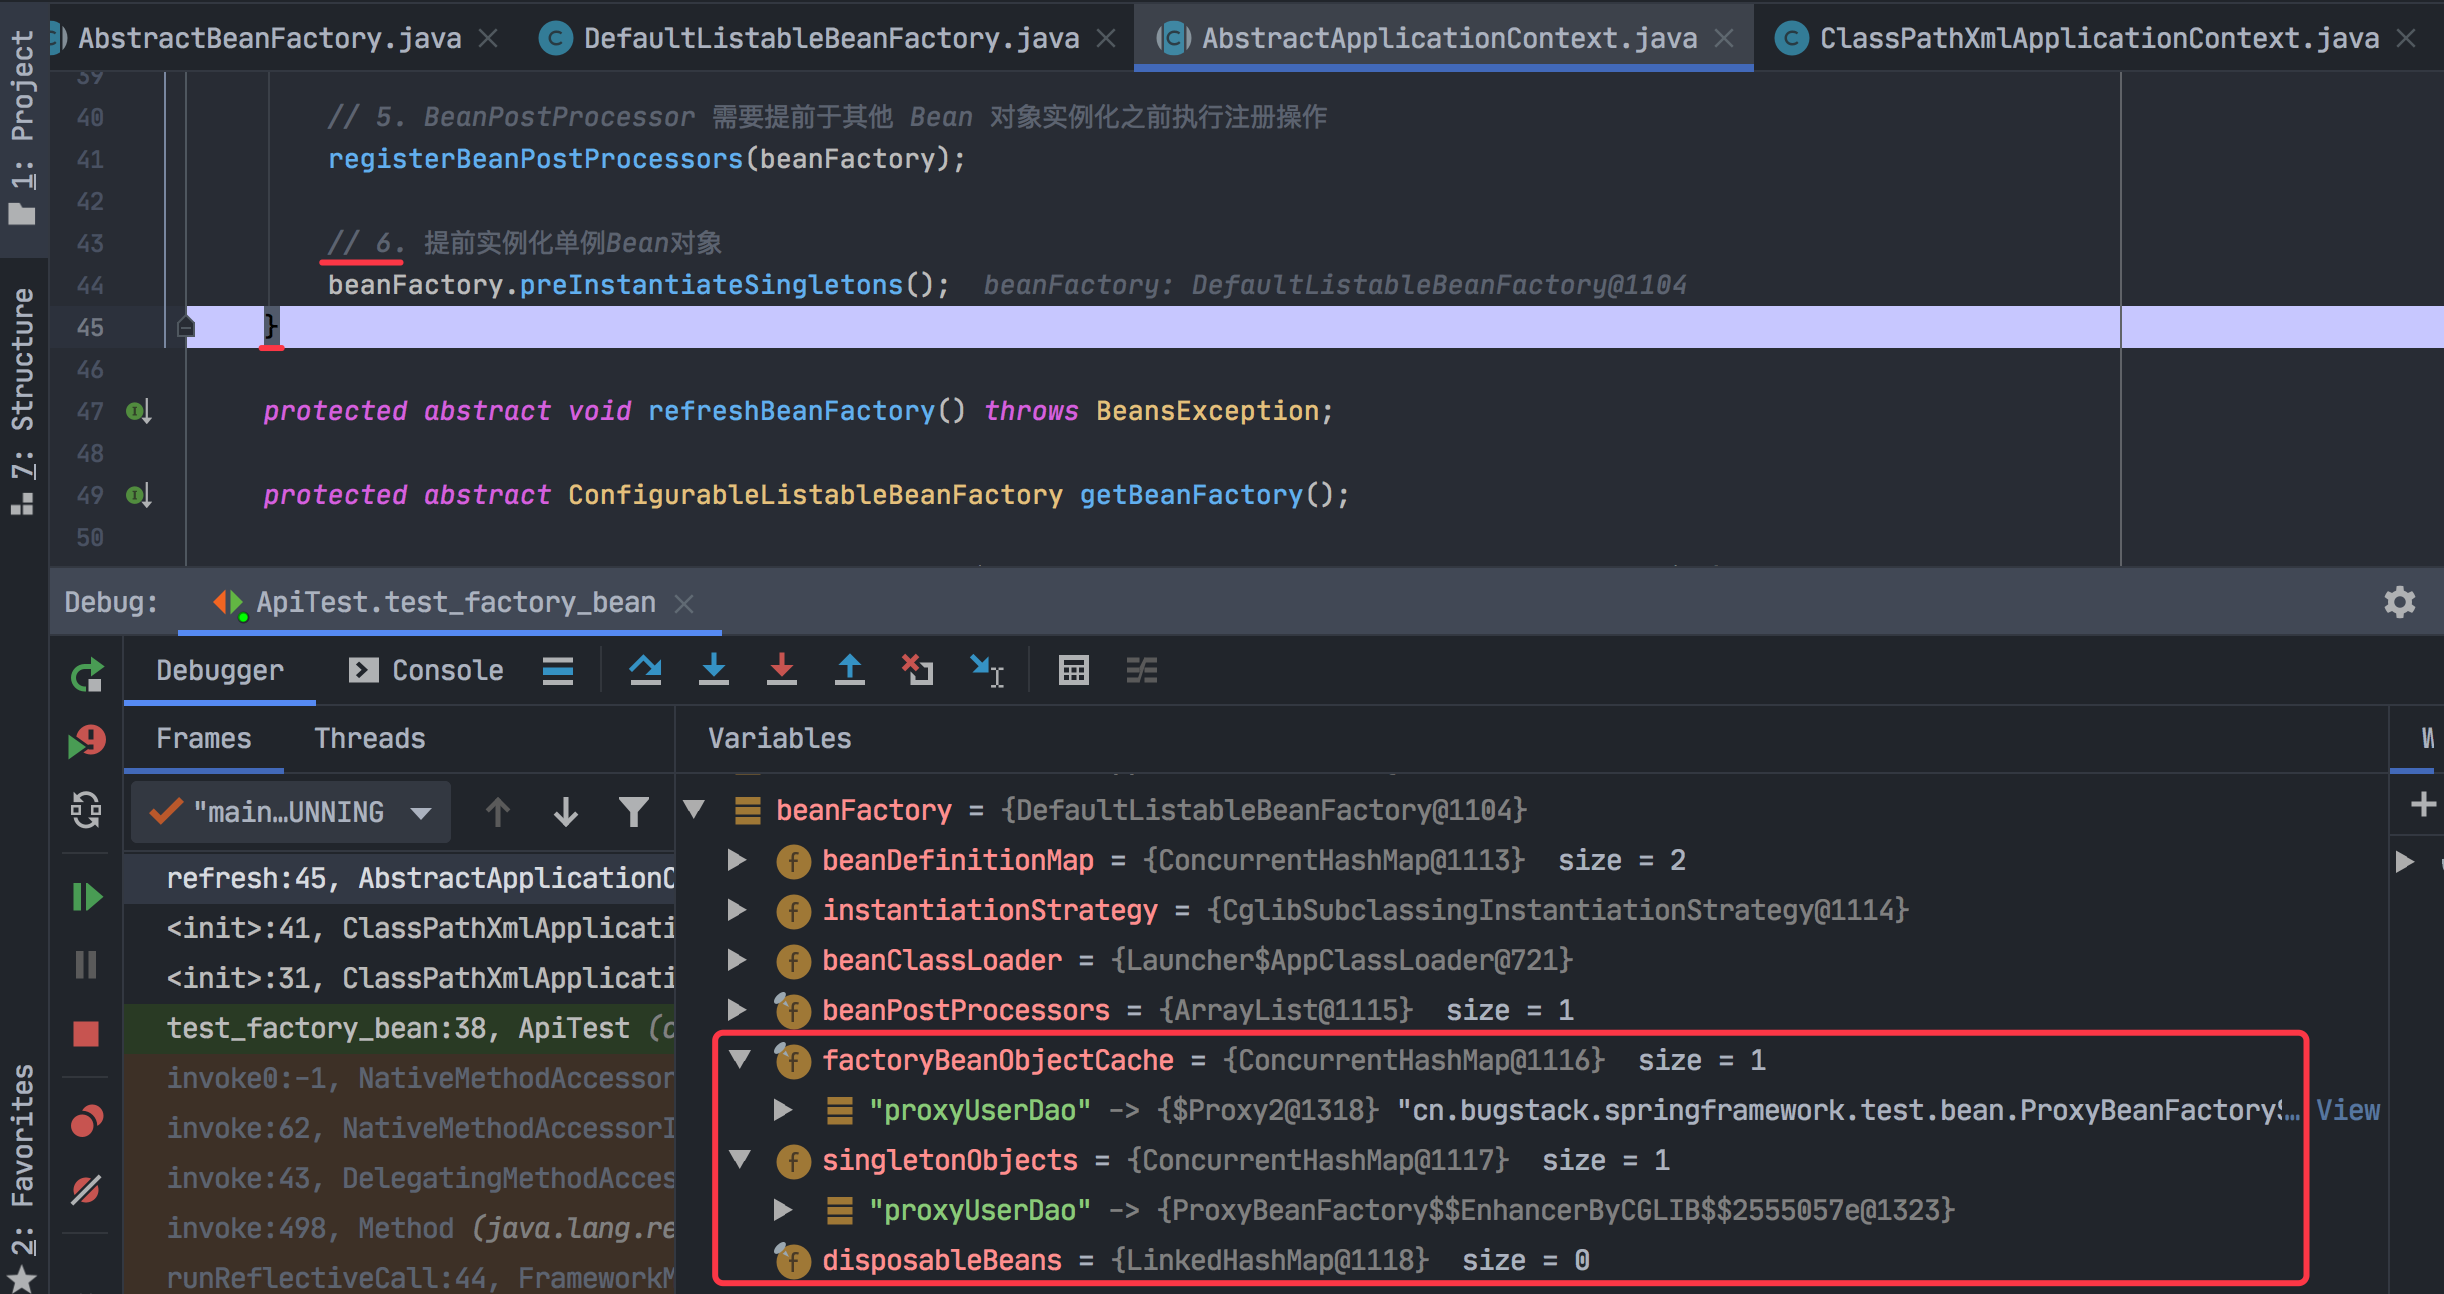 AbstractBeanFactory.java
DefaultListableBeanFactory.java
AbstractApplicationContext.java
ClassPathXmlApplicationContext.java
1: Project
7: Structure
2: Favorites
39
40 // 5. BeanPostProcessor 需要提前于其他 Bean 对象实例化之前执行注册操作
41 registerBeanPostProcessors(beanFactory);
42
43 // 6. 提前实例化单例Bean对象
44 beanFactory.preInstantiateSingletons(); beanFactory: DefaultListableBeanFactory@1104
45 }
46
47 protected abstract void refreshBeanFactory() throws BeansException;
48
49 protected abstract ConfigurableListableBeanFactory getBeanFactory();
50
Debug: ApiTest.test_factory_bean
Debugger Console
Frames Threads
"main…UNNING
refresh:45, AbstractApplicationC
<init>:41, ClassPathXmlApplicati
<init>:31, ClassPathXmlApplicati
test_factory_bean:38, ApiTest (c
invoke0:-1, NativeMethodAccessor
invoke:62, NativeMethodAccessorI
invoke:43, DelegatingMethodAcces
invoke:498, Method (java.lang.re
runReflectiveCall:44, FrameworkM
Variables
beanFactory = {DefaultListableBeanFactory@1104}
beanDefinitionMap = {ConcurrentHashMap@1113} size = 2
instantiationStrategy = {CglibSubclassingInstantiationStrategy@1114}
beanClassLoader = {Launcher$AppClassLoader@721}
beanPostProcessors = {ArrayList@1115} size = 1
factoryBeanObjectCache = {ConcurrentHashMap@1116} size = 1
"proxyUserDao" -> {$Proxy2@1318} "cn.bugstack.springframework.test.bean.ProxyBeanFactory$… View
singletonObjects = {ConcurrentHashMap@1117} size = 1
"proxyUserDao" -> {ProxyBeanFactory$$EnhancerByCGLIB$$2555057e@1323}
disposableBeans = {LinkedHashMap@1118} size = 0